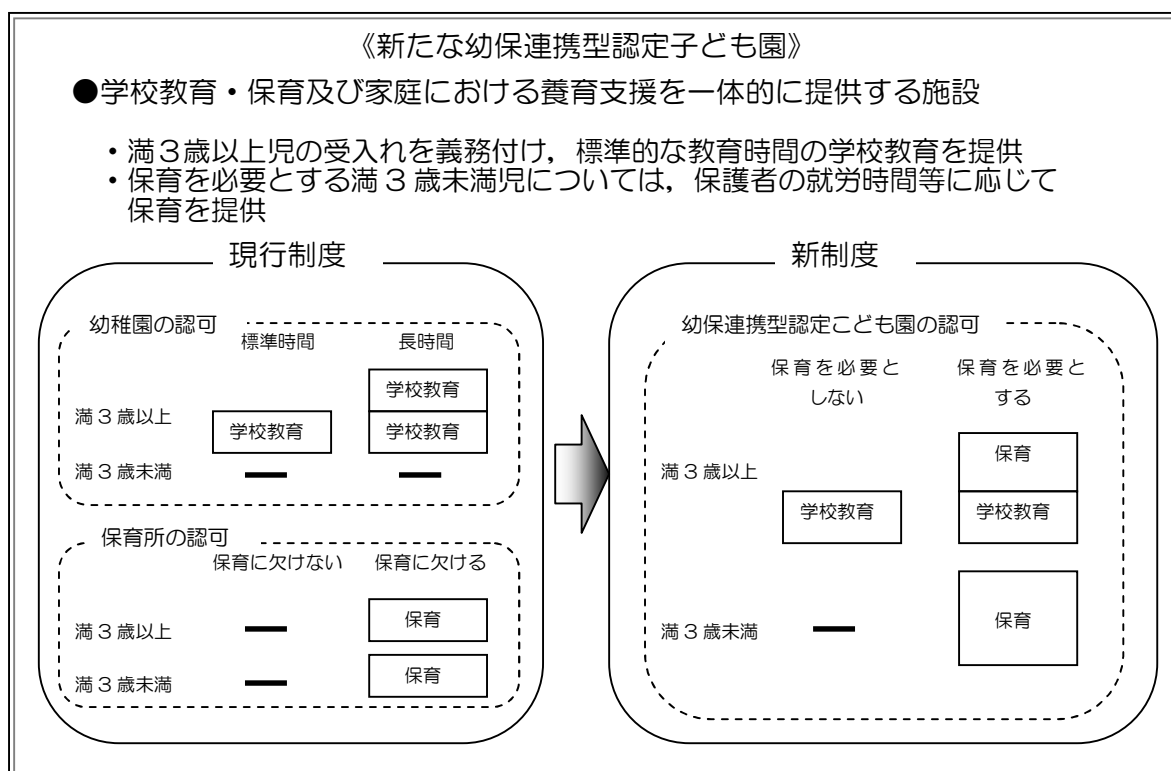 《新たな幼保連携型認定子ども園》
●学校教育・保育及び家庭における養育支援を一体的に提供する施設
・満３歳以上児の受入れを義務付け，標準的な教育時間の学校教育を提供
・保育を必要とする満３歳未満児については，保護者の就労時間等に応じて
保育を提供
現行制度
幼稚園の認可
標準時間
長時間
学校教育
満３歳以上
学校教育
学校教育
満３歳未満
ー
ー
保育所の認可
保育に欠けない
保育に欠ける
満３歳以上
ー
保育
満３歳未満
ー
保育
新制度
幼保連携型認定こども園の認可
保育を必要と
しない
保育を必要と
する
満３歳以上
保育
学校教育
学校教育
満３歳未満
ー
保育